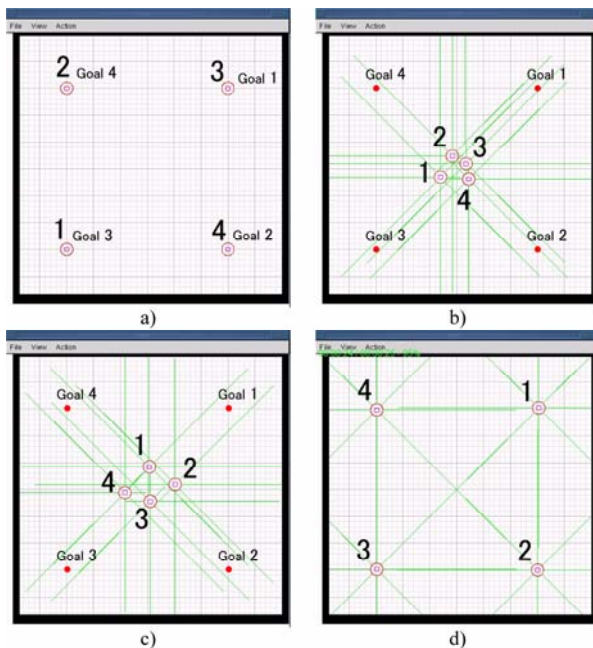 File View Action
2 Goal 4
3 Goal 1
1 Goal 3
4 Goal 2
a)
File View Action
Goal 4
Goal 1
2
3
1
4
Goal 3
Goal 2
b)
File View Action
Goal 4
Goal 1
1
2
4
3
Goal 3
Goal 2
c)
File View Action
4
1
3
2
d)